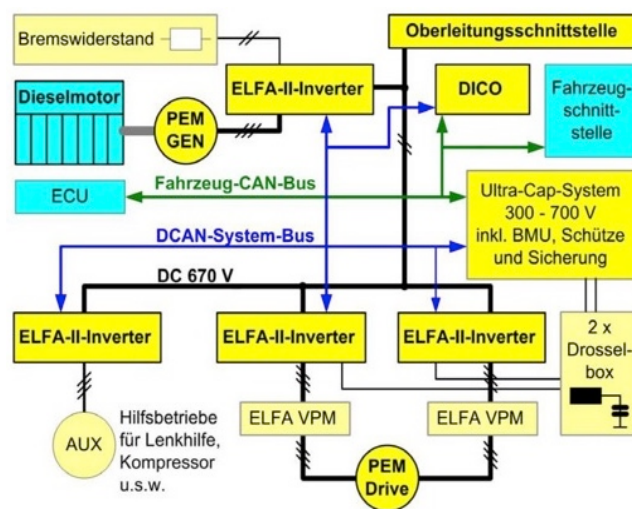 Bremswiderstand
Oberleitungsschnittstelle
ELFA-II-Inverter
DICO
Fahrzeug-
schnitt-
stelle
Dieselmotor
PEM
GEN
ECU
Fahrzeug-CAN-Bus
Ultra-Cap-System
300 - 700 V
inkl. BMU, Schütze
und Sicherung
DCAN-System-Bus
DC 670 V
ELFA-II-Inverter
ELFA-II-Inverter
ELFA-II-Inverter
2 x
Drossel-
box
AUX
Hilfsbetriebe
für Lenkhilfe,
Kompressor
u.s.w.
ELFA VPM
ELFA VPM
PEM
Drive